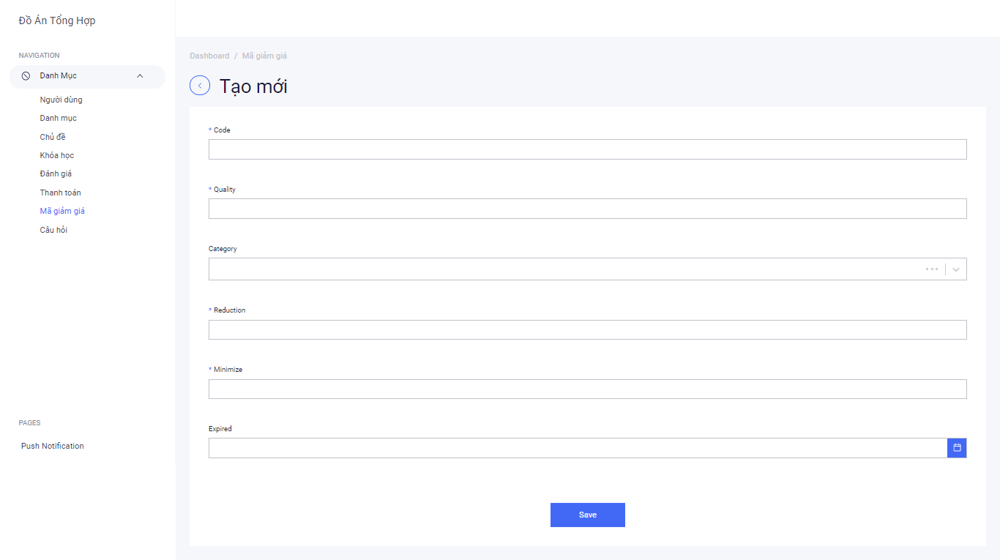 Đồ Án Tổng Hợp
NAVIGATION
Danh Mục
Người dùng
Danh mục
Chủ đề
Khóa học
Đánh giá
Thanh toán
Mã giảm giá
Câu hỏi
PAGES
Push Notification
Dashboard / Mã giảm giá
Tạo mới
* Code
* Quality
Category
* Reduction
* Minimize
Expired
Save